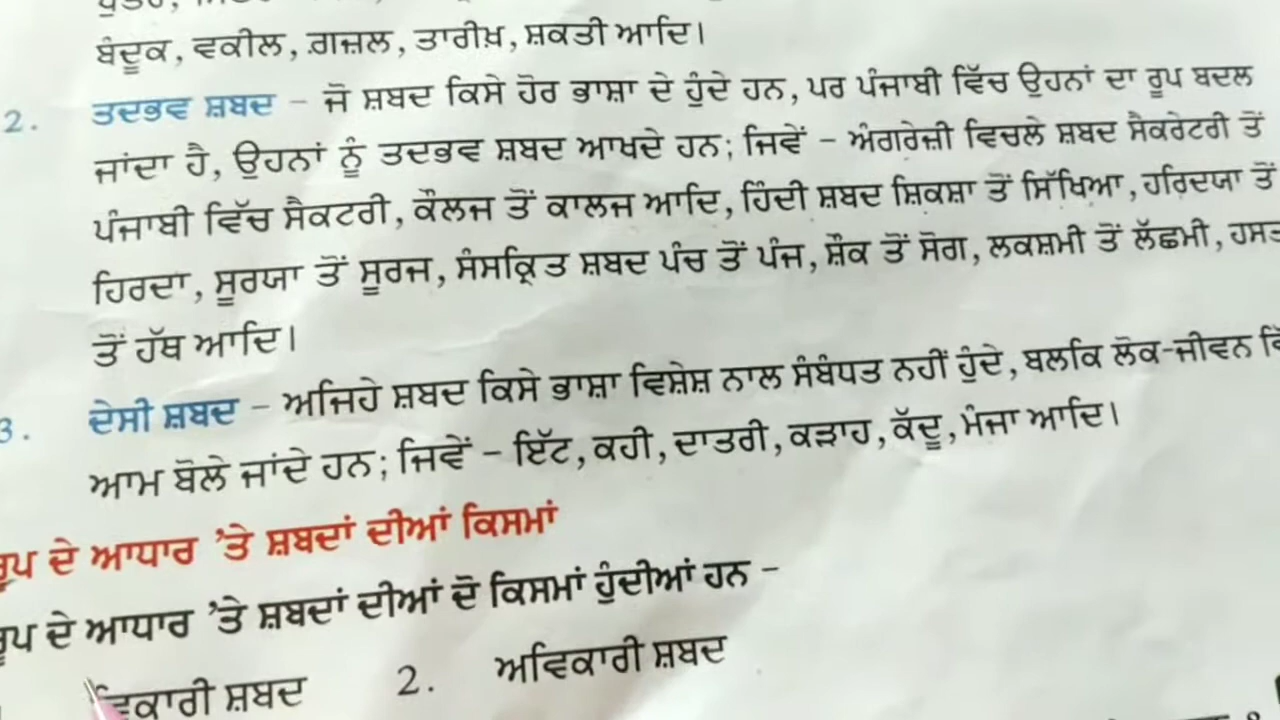 ਬੰਦੂਕ, ਵਕੀਲ, ਗ਼ਜ਼ਲ, ਤਾਰੀਖ਼, ਸ਼ਕਤੀ ਆਦਿ।
2. ਤਦਭਵ ਸ਼ਬਦ – ਜੋ ਸ਼ਬਦ ਕਿਸੇ ਹੋਰ ਭਾਸ਼ਾ ਦੇ ਹੁੰਦੇ ਹਨ, ਪਰ ਪੰਜਾਬੀ ਵਿੱਚ ਉਹਨਾਂ ਦਾ ਰੂਪ ਬਦਲ
ਜਾਂਦਾ ਹੈ, ਉਹਨਾਂ ਨੂੰ ਤਦਭਵ ਸ਼ਬਦ ਆਖਦੇ ਹਨ; ਜਿਵੇਂ – ਅੰਗਰੇਜ਼ੀ ਵਿਚਲੇ ਸ਼ਬਦ ਸੈਕਰੇਟਰੀ ਤੋਂ
ਪੰਜਾਬੀ ਵਿੱਚ ਸੈਕਟਰੀ, ਕੌਲਜ ਤੋਂ ਕਾਲਜ ਆਦਿ, ਹਿੰਦੀ ਸ਼ਬਦ ਸ਼ਿਕਸ਼ਾ ਤੋਂ ਸਿੱਖਿਆ, ਹਰਿਦਯਾ ਤੋਂ
ਹਿਰਦਾ, ਸੂਰਯਾ ਤੋਂ ਸੂਰਜ, ਸੰਸਕ੍ਰਿਤ ਸ਼ਬਦ ਪੰਚ ਤੋਂ ਪੰਜ, ਸ਼ੌਕ ਤੋਂ ਸੋਗ, ਲਕਸ਼ਮੀ ਤੋਂ ਲੱਛਮੀ, ਹਸਤ
ਤੋਂ ਹੱਥ ਆਦਿ।
3. ਦੇਸੀ ਸ਼ਬਦ – ਅਜਿਹੇ ਸ਼ਬਦ ਕਿਸੇ ਭਾਸ਼ਾ ਵਿਸ਼ੇਸ਼ ਨਾਲ ਸੰਬੰਧਤ ਨਹੀਂ ਹੁੰਦੇ, ਬਲਕਿ ਲੋਕ-ਜੀਵਨ
ਆਮ ਬੋਲੇ ਜਾਂਦੇ ਹਨ; ਜਿਵੇਂ – ਇੱਟ, ਕਹੀ, ਦਾਤਰੀ, ਕੜਾਹ, ਕੱਦੂ, ਮੰਜਾ ਆਦਿ।
ਰੂਪ ਦੇ ਆਧਾਰ 'ਤੇ ਸ਼ਬਦਾਂ ਦੀਆਂ ਕਿਸਮਾਂ
ਰੂਪ ਦੇ ਆਧਾਰ 'ਤੇ ਸ਼ਬਦਾਂ ਦੀਆਂ ਦੋ ਕਿਸਮਾਂ ਹੁੰਦੀਆਂ ਹਨ –
ਵਿਕਾਰੀ ਸ਼ਬਦ 2. ਅਵਿਕਾਰੀ ਸ਼ਬਦ